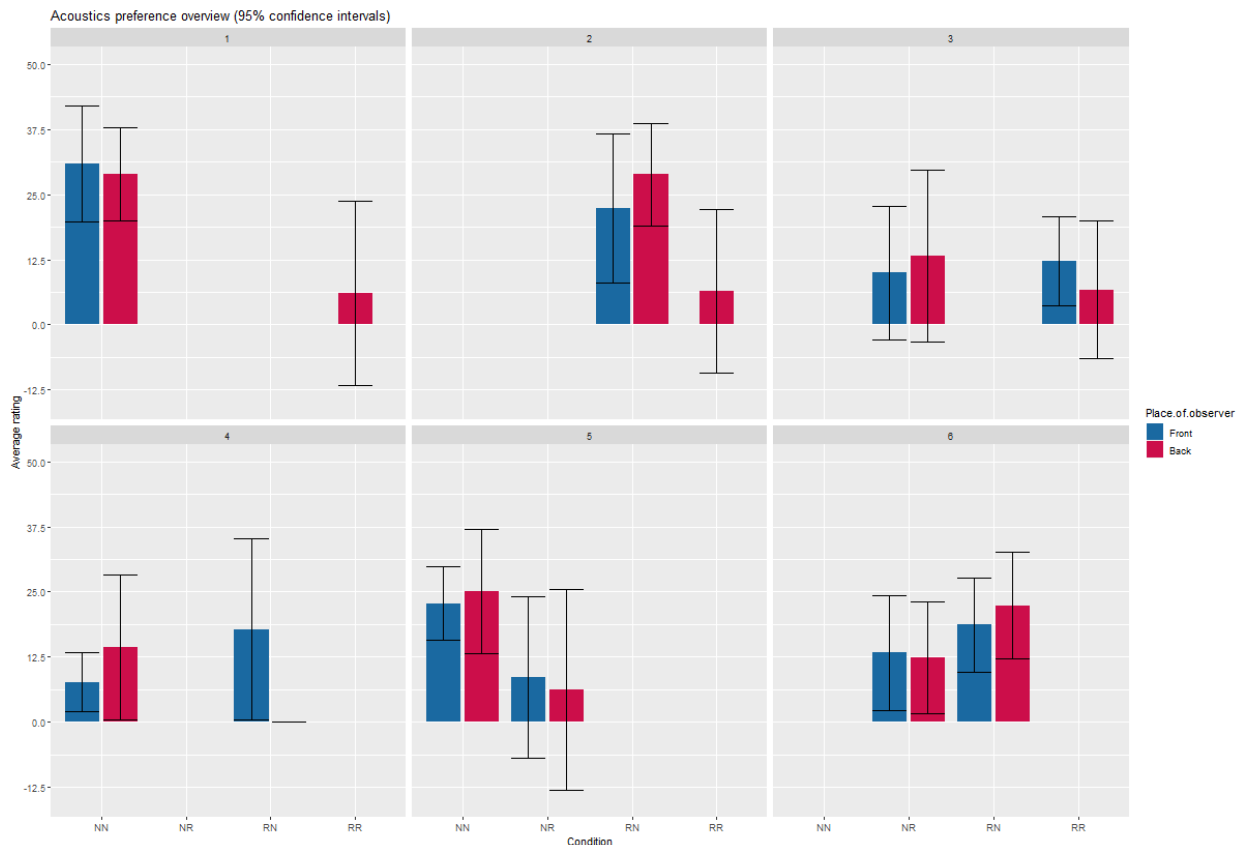 Acoustics preference overview (95% confidence intervals)
1
2
3
50.0
37.5
25.0
12.5
0.0
-12.5
Average rating
4
5
6
50.0
37.5
25.0
12.5
0.0
-12.5
NN NR RN RR
NN NR RN RR
NN NR RN RR
Condition
Place.of.observer
Front
Back